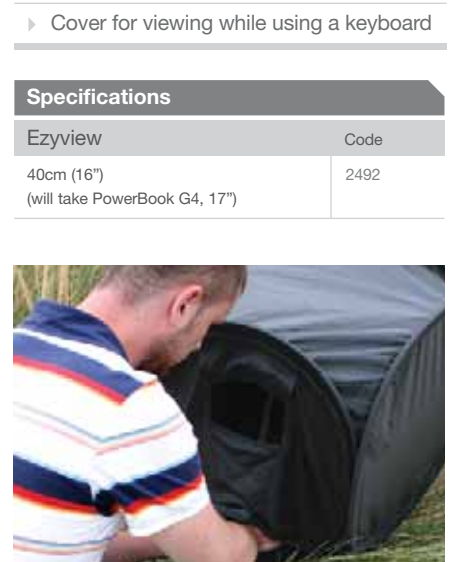 Cover for viewing while using a keyboard
Specifications
Ezyview Code
40cm (16”) 2492
(will take PowerBook G4, 17”)